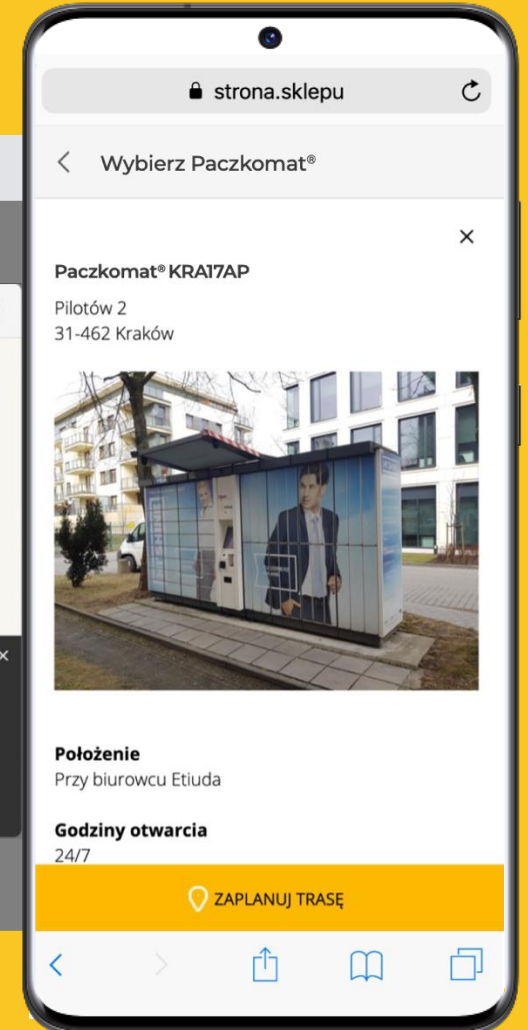 strona.sklepu
Wybierz Paczkomat®
Paczkomat® KRA17AP
Pilotów 2
31-462 Kraków
Położenie
Przy biurowcu Etiuda
Godziny otwarcia
24/7
ZAPLANUJ TRASĘ